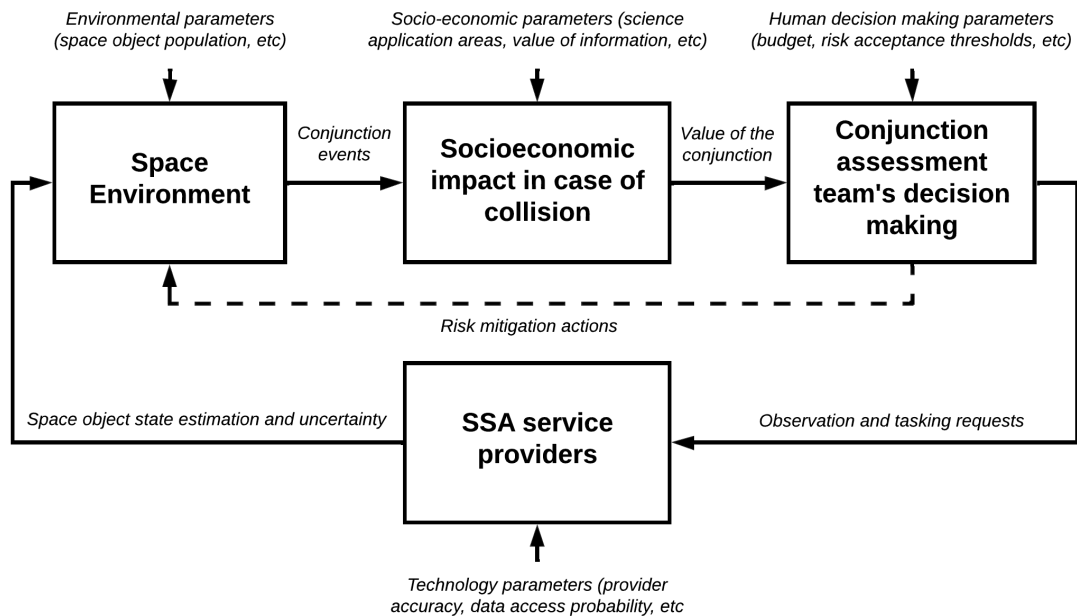 Environmental parameters
(space object population, etc)
Socio-economic parameters (science
application areas, value of information, etc)
Human decision making parameters
(budget, risk acceptance thresholds, etc)
Space
Environment
Conjunction
events
Socioeconomic
impact in case of
collision
Value of the
conjunction
Conjunction
assessment
team's decision
making
Risk mitigation actions
Space object state estimation and uncertainty
SSA service
providers
Observation and tasking requests
Technology parameters (provider
accuracy, data access probability, etc